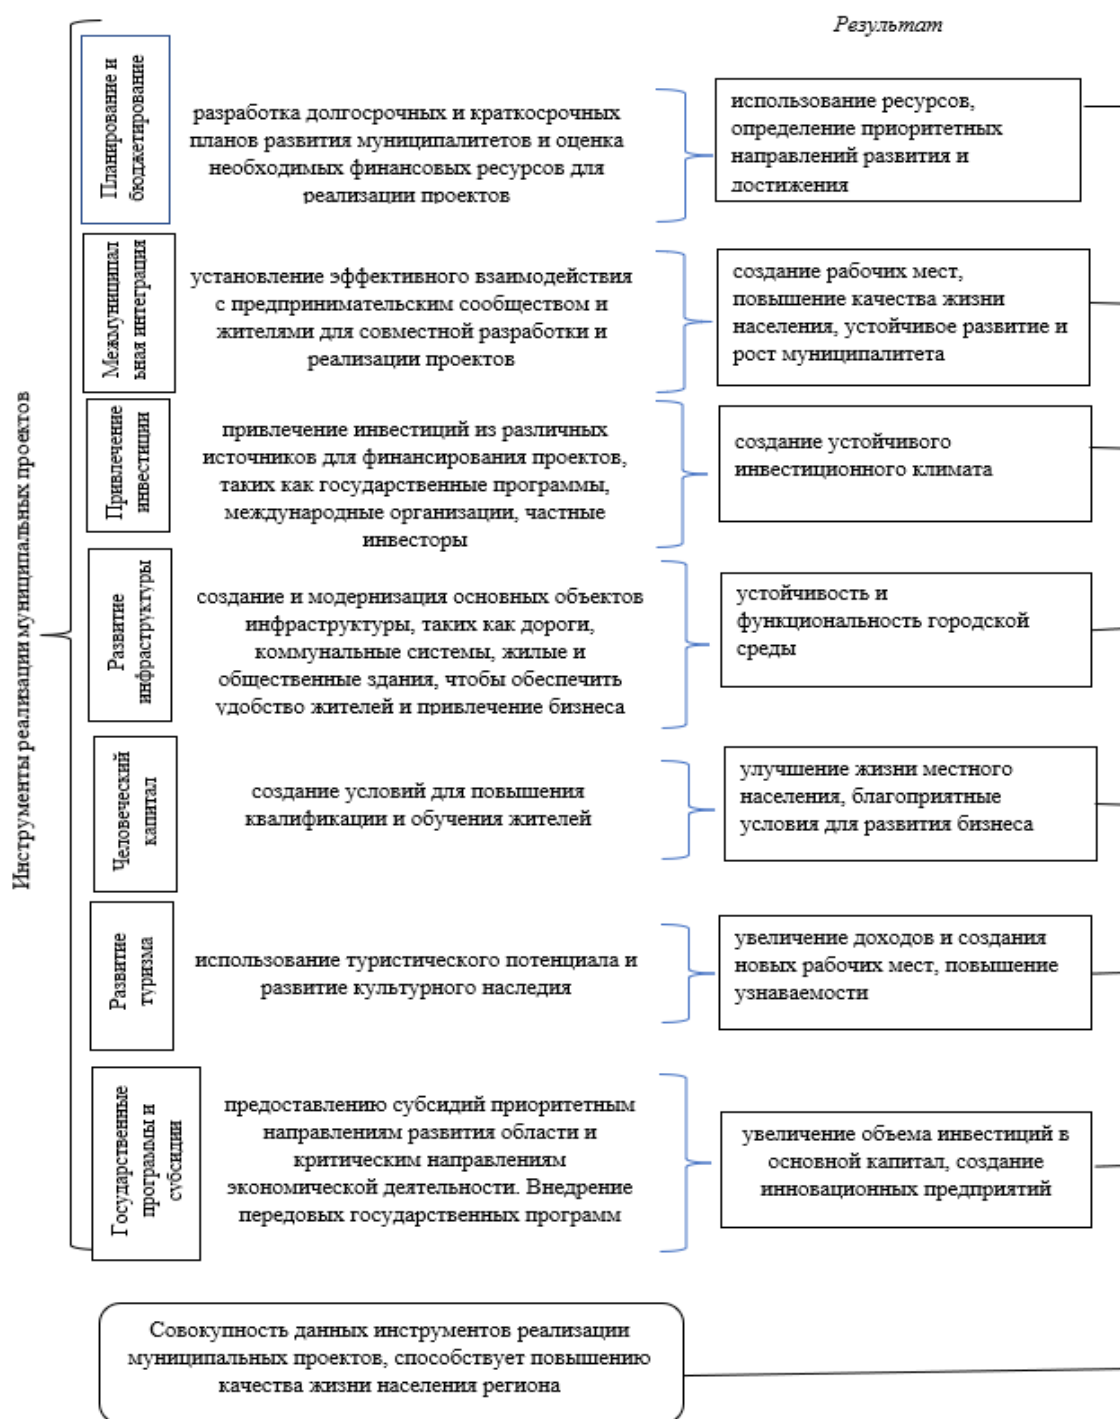 Результат
Инструменты реализации муниципальных проектов
Планирование и
бюджетирование
разработка долгосрочных и краткосрочных
планов развития муниципалитетов и оценка
необходимых финансовых ресурсов для
реализации проектов
использование ресурсов,
определение приоритетных
направлений развития и
достижения
Межмуниципал
ьная интеграция
установление эффективного взаимодействия
с предпринимательским сообществом и
жителями для совместной разработки и
реализации проектов
создание рабочих мест,
повышение качества жизни
населения, устойчивое развитие и
рост муниципалитета
Привлечение
инвестиции
привлечение инвестиций из различных
источников для финансирования проектов,
таких как государственные программы,
международные организации, частные
инвесторы
создание устойчивого
инвестиционного климата
Развитие
инфраструктуры
создание и модернизация основных объектов
инфраструктуры, таких как дороги,
коммунальные системы, жилые и
общественные здания, чтобы обеспечить
удобство жителей и привлечение бизнеса
устойчивость и
функциональность городской
среды
Человеческий
капитал
создание условий для повышения
квалификации и обучения жителей
улучшение жизни местного
населения, благоприятные
условия для развития бизнеса
Развитие
туризма
использование туристического потенциала и
развитие культурного наследия
увеличение доходов и создания
новых рабочих мест, повышение
узнаваемости
Государственные
программы и
субсидии
предоставлению субсидий приоритетным
направлениям развития области и
критическим направлениям
экономической деятельности. Внедрение
передовых государственных программ
увеличение объема инвестиций в
основной капитал, создание
инновационных предприятий
Совокупность данных инструментов реализации
муниципальных проектов, способствует повышению
качества жизни населения региона